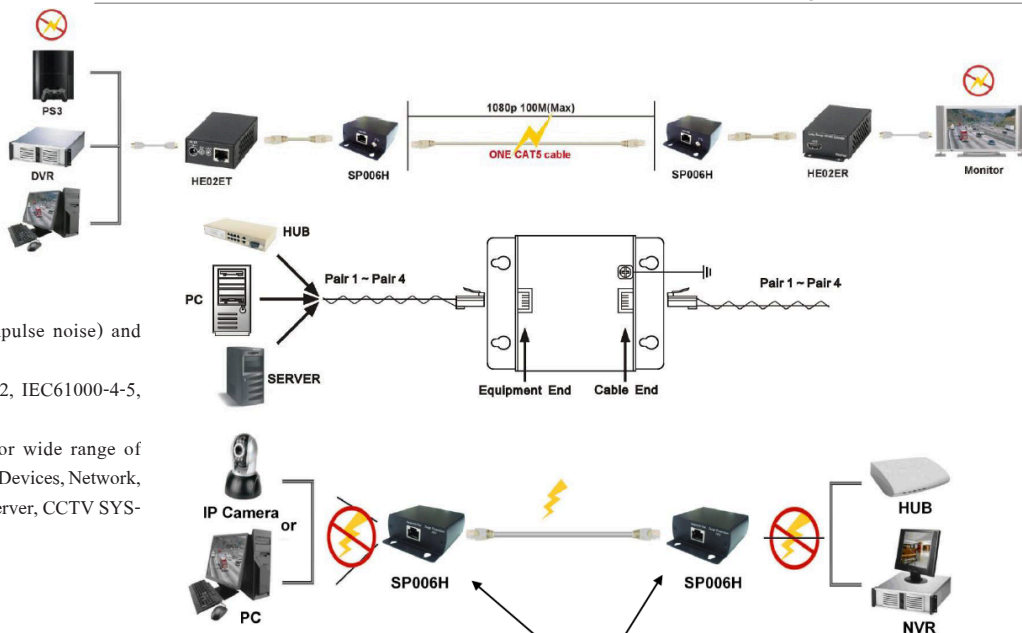 PS3
DVR
HE02ET
SP006H
1080p 100M(Max)
ONE CAT5 cable
SP006H
HE02ER
Monitor
HUB
PC
SERVER
Pair 1 ~ Pair 4
Pair 1 ~ Pair 4
Equipment End
Cable End
pulse noise) and
2, IEC61000-4-5,
or wide range of
Devices, Network,
erver, CCTV SYS-
IP Camera
or
PC
SP006H
SP006H
HUB
NVR